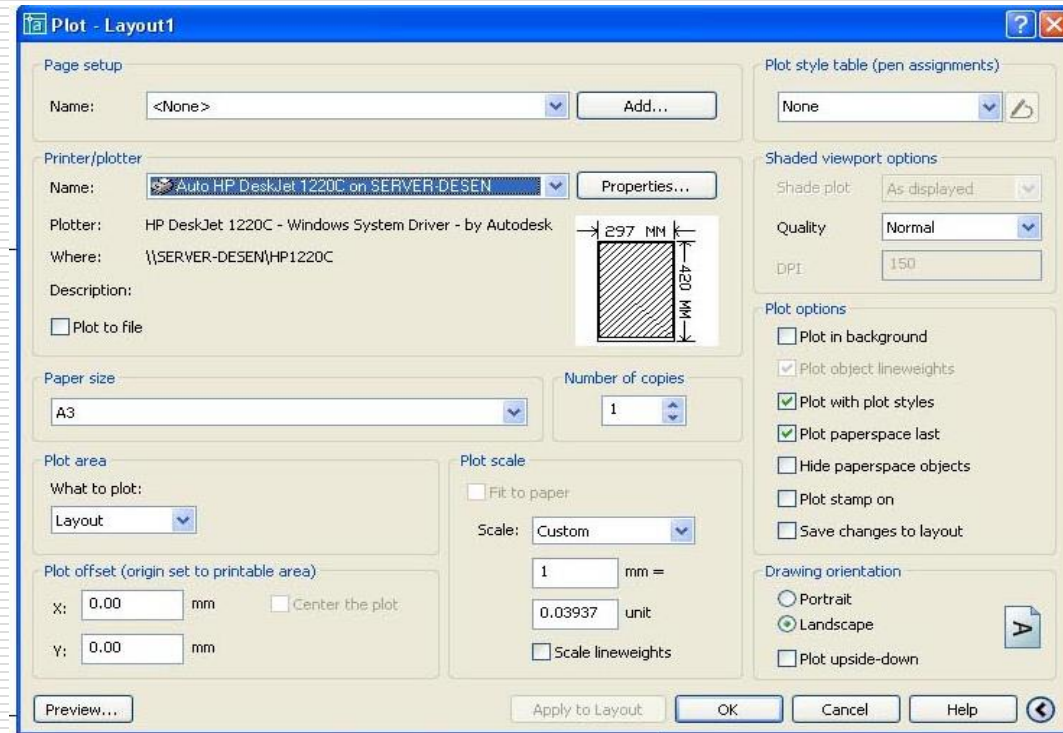 Plot - Layout1
Page setup
Name: <None> Add...
Printer/plotter
Name: Auto HP DeskJet 1220C on SERVER-DESEN Properties...
Plotter: HP DeskJet 1220C - Windows System Driver - by Autodesk
Where: \\SERVER-DESEN\HP1220C
Description:
Plot to file
297 MM
420 MM
Paper size
A3
Number of copies
1
Plot area
What to plot:
Layout
Plot offset (origin set to printable area)
X: 0.00 mm Center the plot
Y: 0.00 mm
Plot scale
Fit to paper
Scale: Custom
1 mm =
0.03937 unit
Scale lineweights
Plot style table (pen assignments)
None
Shaded viewport options
Shade plot As displayed
Quality Normal
DPI 150
Plot options
Plot in background
Plot object lineweights
Plot with plot styles
Plot paperspace last
Hide paperspace objects
Plot stamp on
Save changes to layout
Drawing orientation
Portrait
Landscape
Plot upside-down
A
Preview... Apply to Layout OK Cancel Help